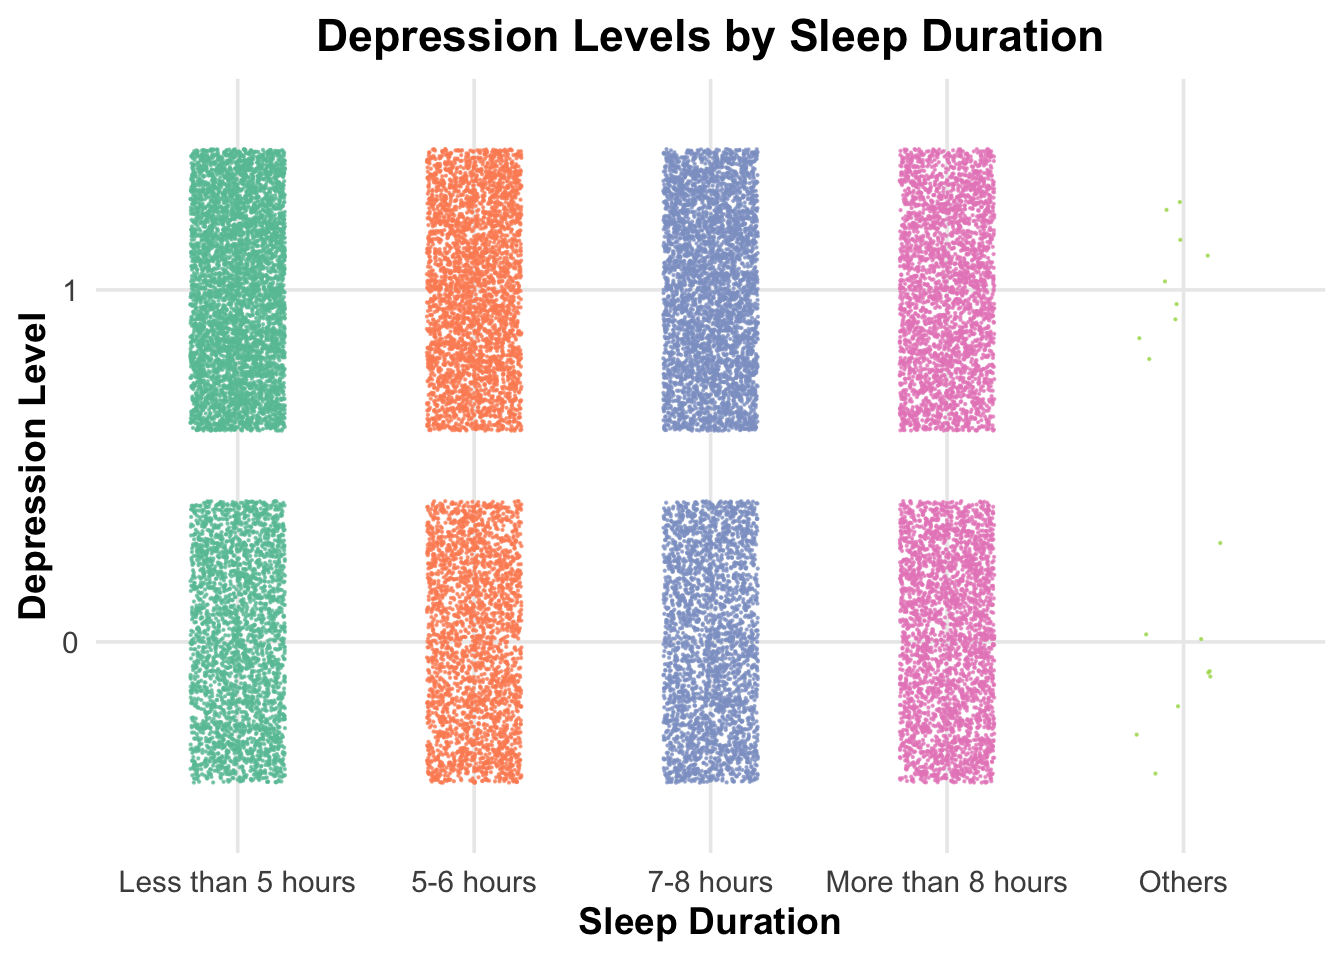 Depression Levels by Sleep Duration
Depression Level
1
0
Less than 5 hours
5-6 hours
7-8 hours
More than 8 hours
Others
Sleep Duration